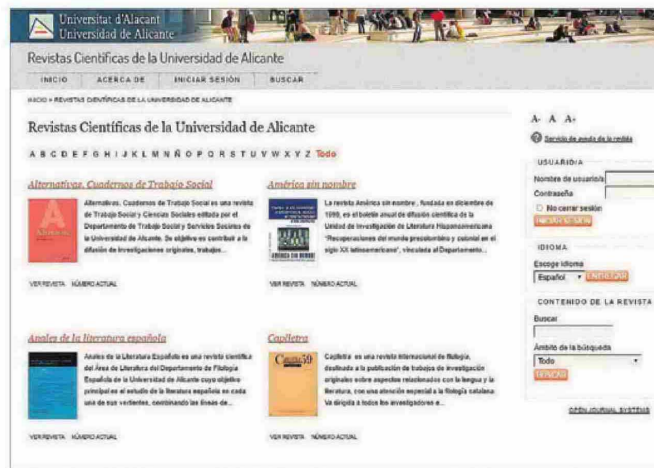 Universitat d'Alacant
Universidad de Alicante
Revistas Científicas de la Universidad de Alicante
INICIO ACERCA DE INICIAR SESIÓN BUSCAR
INICIO > REVISTAS CIENTÍFICAS DE LA UNIVERSIDAD DE ALICANTE
Revistas Científicas de la Universidad de Alicante
A B C D E F G H I J K L M N Ñ O P Q R S T U V W X Y Z Todo
Alternativas. Cuadernos de Trabajo Social
Alternativas. Cuadernos de Trabajo Social es una revista
de Trabajo Social y Ciencias Sociales editada por el
Departamento de Trabajo Social y Servicios Sociales de
la Universidad de Alicante. Su objetivo es contribuir a la
difusión de investigaciones originales, trabajos...
VER REVISTA NÚMERO ACTUAL
América sin nombre
La revista América sin nombre, fundada en diciembre de
1999, es el boletín anual de difusión científica de la
Unidad de Investigación de Literatura Hispanoamericana
"Recuperaciones del mundo precolombino y colonial en el
siglo XX latinoamericano", vinculada al Departamento...
AMÉRICA SIN NOMBRE
VER REVISTA NÚMERO ACTUAL
Anales de la literatura española
Anales de la Literatura Española es una revista científica
del Área de Literatura del Departamento de Filología
Española de la Universidad de Alicante cuyo objetivo
principal es el estudio de la literatura española en cada
una de sus vertientes, combinando las líneas de...
VER REVISTA NÚMERO ACTUAL
Caplletra
Caplletra es una revista internacional de filología,
destinada a la publicación de trabajos de investigación
originales sobre aspectos relacionados con la lengua y la
literatura, con una atención especial a la filología catalana.
Va dirigida a todos los investigadores e...
VER REVISTA NÚMERO ACTUAL
A- A A+
Servicio de ayuda de la revista
USUARIO/A
Nombre de usuario/a
Contraseña
No cerrar sesión
INICIAR SESIÓN
IDIOMA
Escoge idioma
Español
CONTENIDO DE LA REVISTA
Buscar
Ámbito de la búsqueda
Todo
BUSCAR
OPEN JOURNAL SYSTEMS